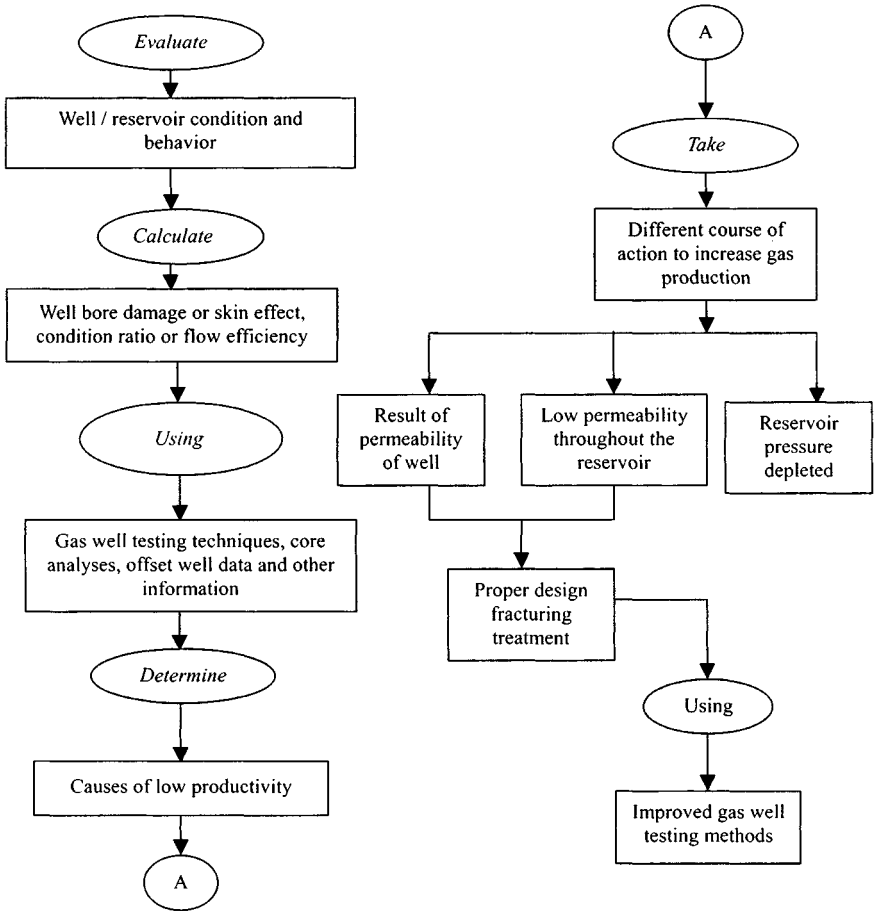 Evaluate
Well / reservoir condition and
behavior
Calculate
Well bore damage or skin effect,
condition ratio or flow efficiency
Using
Gas well testing techniques, core
analyses, offset well data and other
information
Determine
Causes of low productivity
A
A
Take
Different course of
action to increase gas
production
Result of
permeability
of well
Low permeability
throughout the
reservoir
Reservoir
pressure
depleted
Proper design
fracturing
treatment
Using
Improved gas well
testing methods